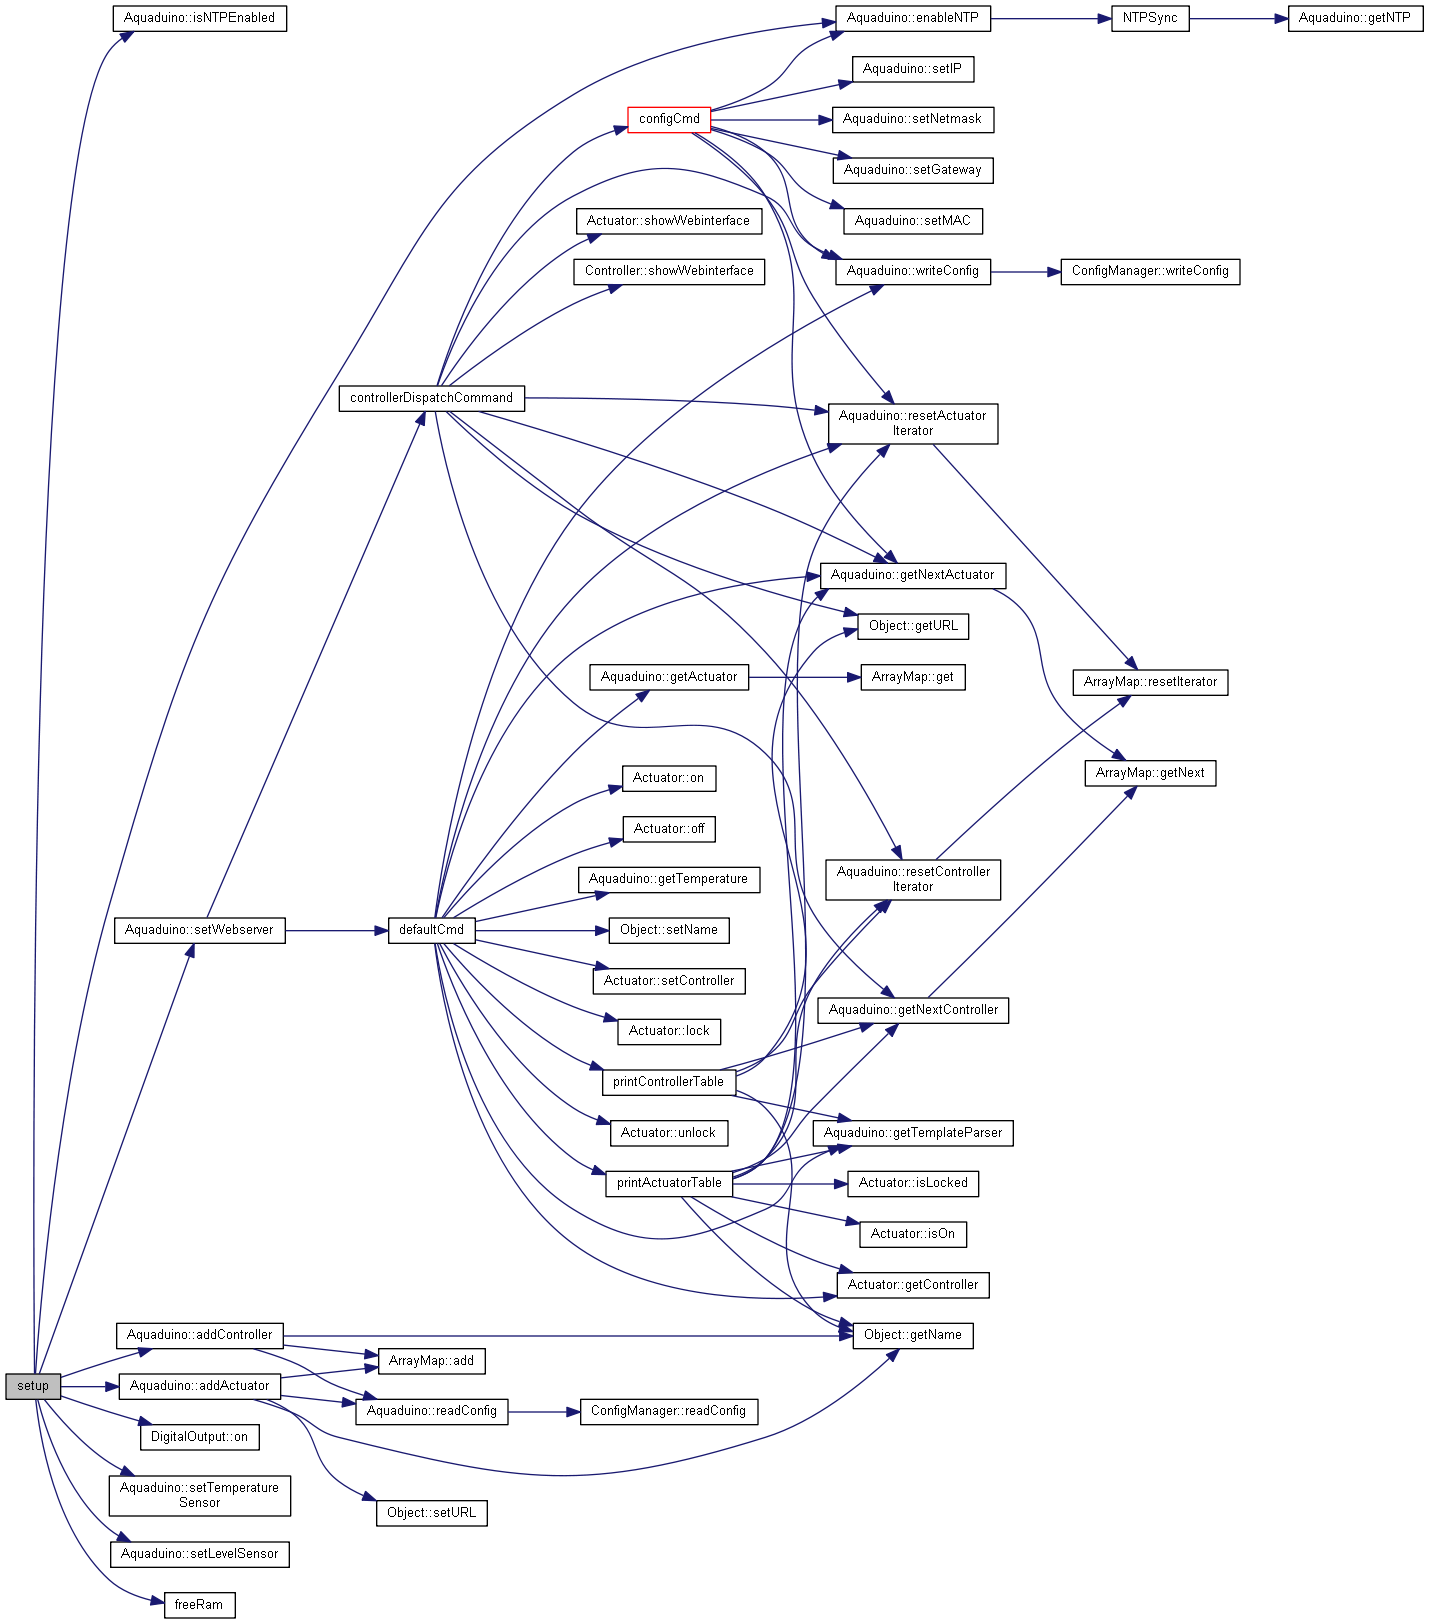 Aquaduino::isNTPEnabled
Aquaduino::enableNTP
NTPSync
Aquaduino::getNTP
Aquaduino::setIP
configCmd
Aquaduino::setNetmask
Aquaduino::setGateway
Actuator::showWebinterface
Aquaduino::setMAC
Controller::showWebinterface
Aquaduino::writeConfig
ConfigManager::writeConfig
controllerDispatchCommand
Aquaduino::resetActuator
Iterator
Aquaduino::getNextActuator
Object::getURL
Aquaduino::getActuator
ArrayMap::get
ArrayMap::resetIterator
Actuator::on
ArrayMap::getNext
Actuator::off
Aquaduino::getTemperature
Aquaduino::resetController
Iterator
Aquaduino::setWebserver
defaultCmd
Object::setName
Actuator::setController
Aquaduino::getNextController
Actuator::lock
printControllerTable
Actuator::unlock
Aquaduino::getTemplateParser
printActuatorTable
Actuator::isLocked
Actuator::isOn
Actuator::getController
Aquaduino::addController
Object::getName
ArrayMap::add
setup
Aquaduino::addActuator
Aquaduino::readConfig
ConfigManager::readConfig
DigitalOutput::on
Aquaduino::setTemperature
Sensor
Object::setURL
Aquaduino::setLevelSensor
freeRam